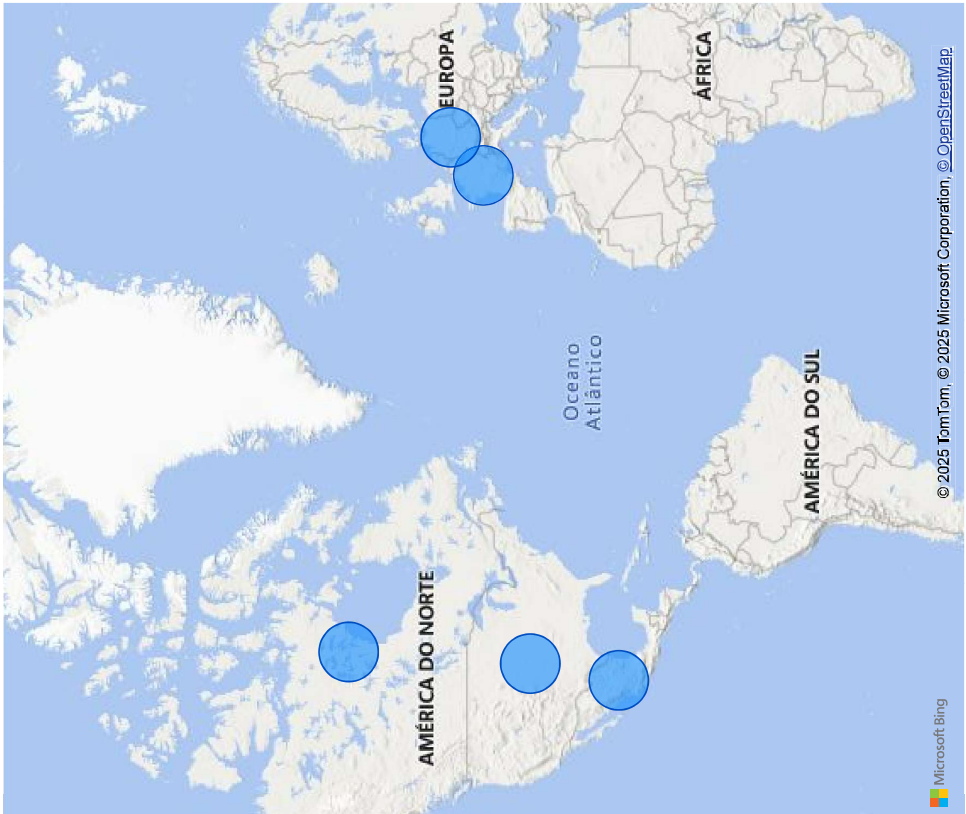 EUROPA
ÁFRICA
Oceano
Atlântico
AMÉRICA DO NORTE
AMÉRICA DO SUL
Microsoft Bing
© 2025 TomTom, © 2025 Microsoft Corporation, © OpenStreetMap